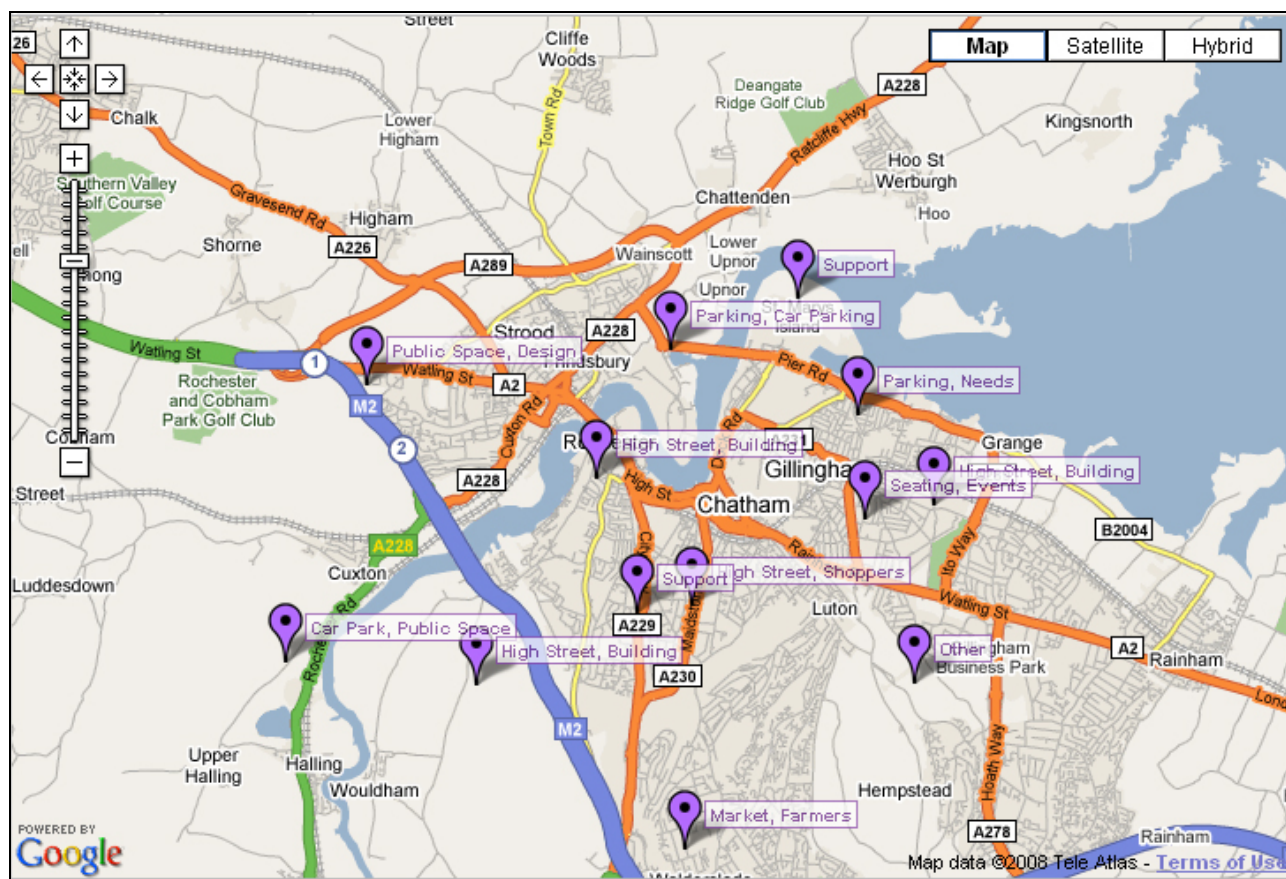 Street
Cliffe
Woods
Map
Satellite
Hybrid
26
Deangate
Ridge Golf Club
A228
Chalk
Lower
Higham
Town Rd
Ratcliffe Hwy
Kingsnorth
Hoo St
Werburgh
Southern Valley
Golf Course
Gravesend Rd
Higham
Chattenden
Hoo
Shorne
A226
A289
Wainscott
Lower
Upnor
Support
Upnor
St. Marys
Island
Parking, Car Parking
Strood
A228
Frindsbury
Watling St
1
Public Space, Design
Watling St
A2
Pier Rd
Parking, Needs
Rochester
and Cobham
Park Golf Club
M2
Cuxton Rd
2
High Street, Building
Grange
Gillingham
High Street, Building
Seating, Events
Street
A228
High St
Chatham
A228
B2004
Cuxton
Ito Way
Luddesdown
Support
High Street, Shoppers
Luton
Watling St
Car Park, Public Space
A229
High Street, Building
Other
Business Park
A2
Rainham
A230
M2
Upper
Halling
Halling
Wouldham
Hempstead
Hoath Way
Market, Farmers
A278
Rainham
POWERED BY
Google
Map data ©2008 Tele Atlas - Terms of Use